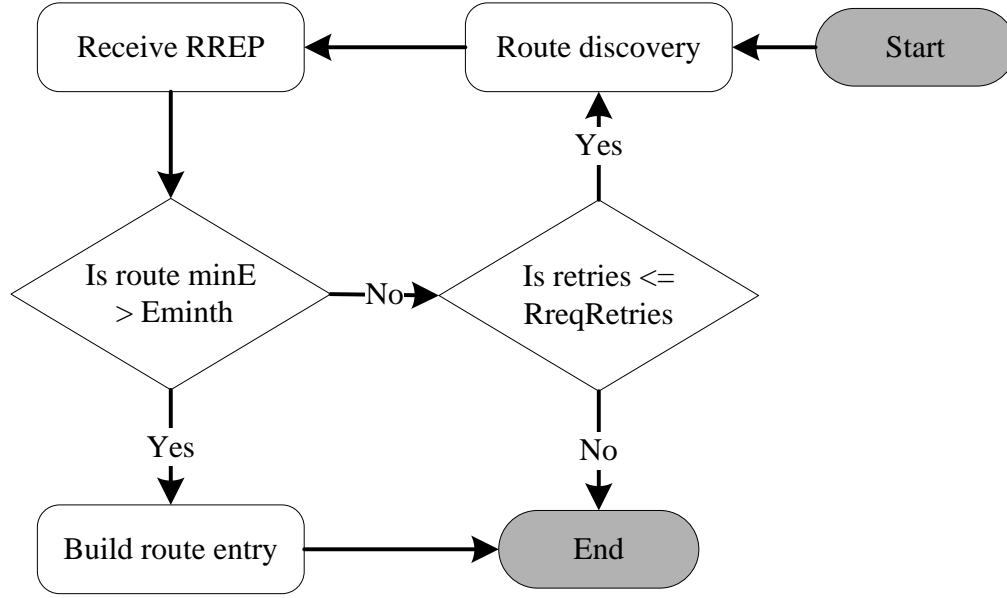 Receive RREP
Route discovery
Start
Yes
Is route minE
> Eminth
No
Is retries <=
RreqRetries
Yes
No
Build route entry
End